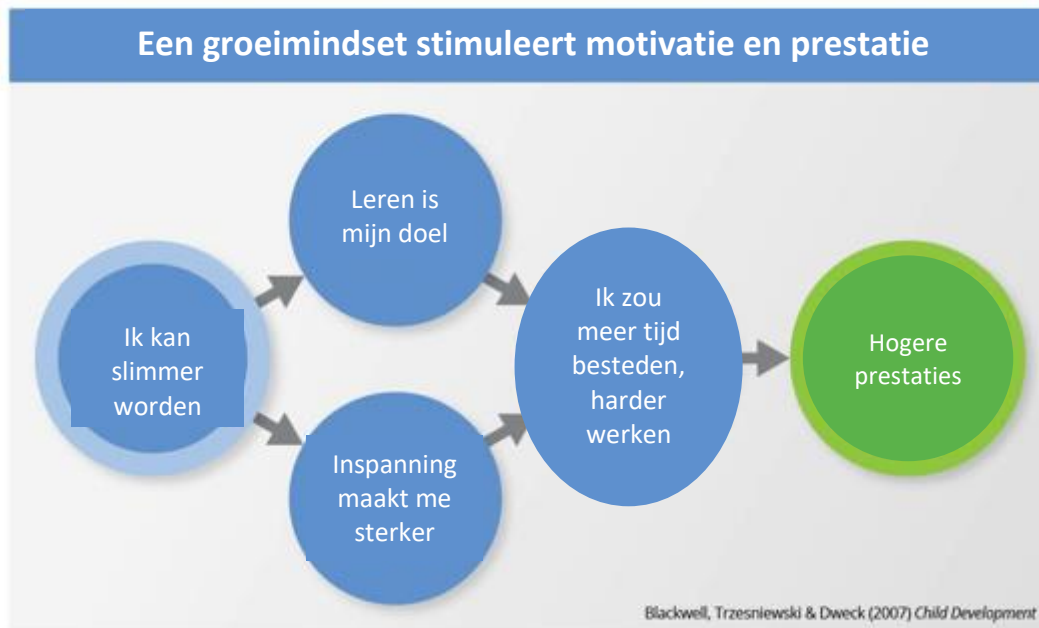 Een groeimindset stimuleert motivatie en prestatie
Ik kan
slimmer
worden
Leren is
mijn doel
Inspanning
maakt me
sterker
Ik zou
meer tijd
besteden,
harder
werken
Hogere
prestaties
Blackwell, Trzesniewski & Dweck (2007) Child Development